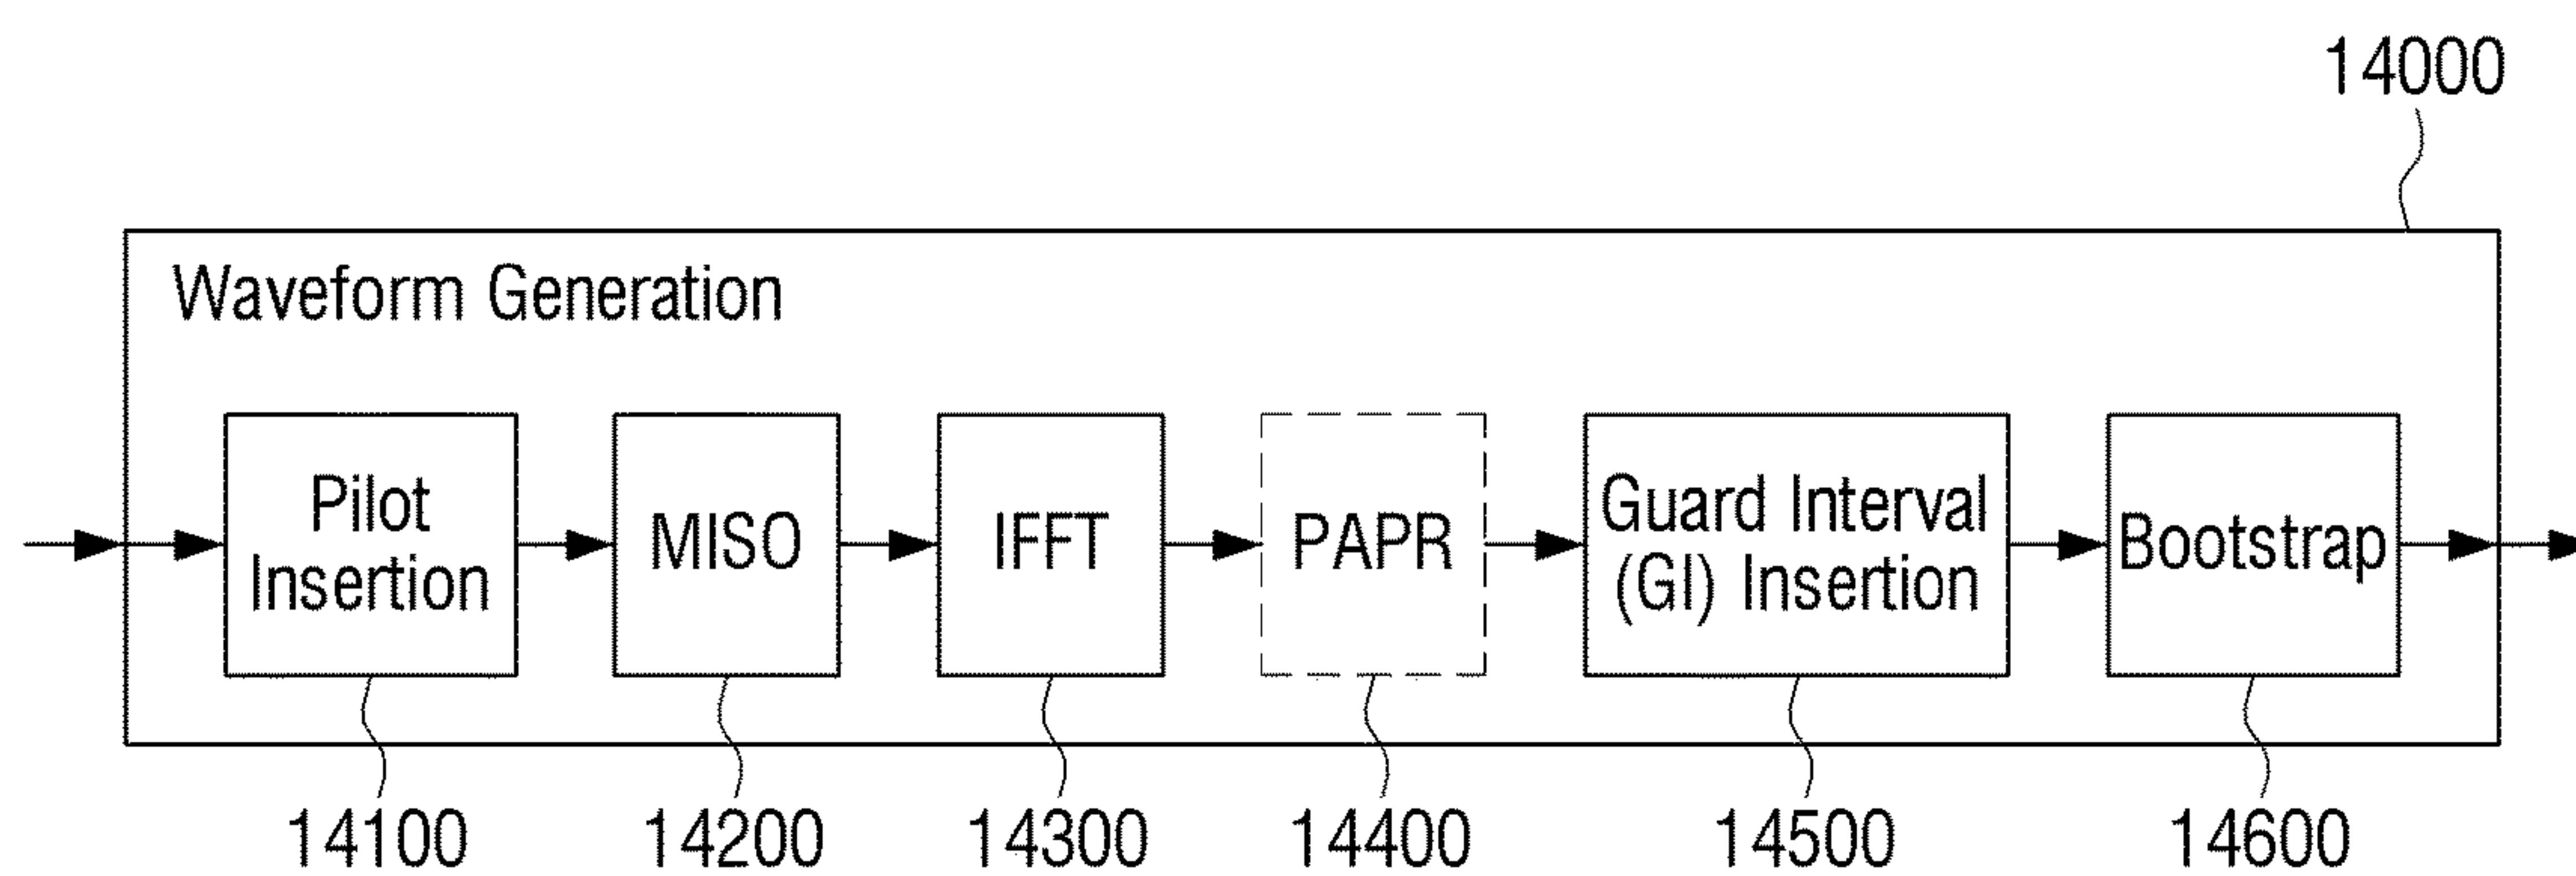 14000
Waveform Generation
Pilot
Insertion
MISO
IFFT
PAPR
Guard Interval
(GI) Insertion
Bootstrap
14100
14200
14300
14400
14500
14600